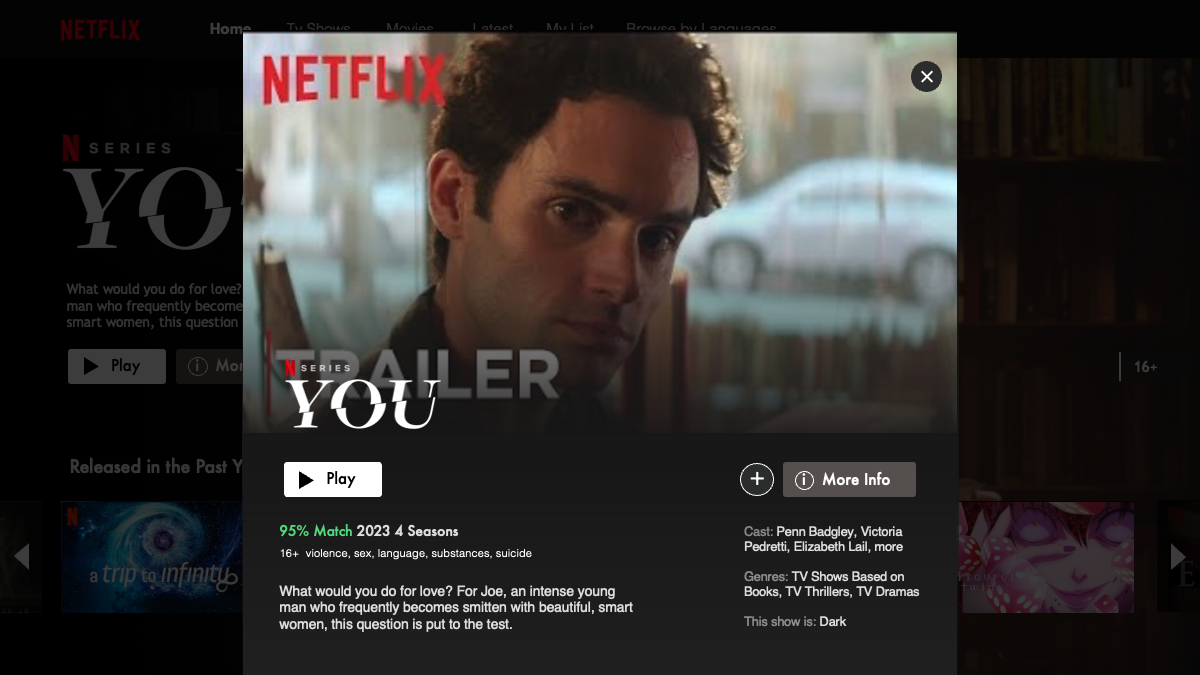 NETFLIX
Home Tv Shows Movies Latest My List Browse by Languages
NETFLIX
N SERIES
YO
What would you do for love?
man who frequently become
smart women, this question
Play
Mor
16+
TRAILER
N SERIES
YOU
Play
More Info
Released in the Past Y
95% Match 2023 4 Seasons
16+ violence, sex, language, substances, suicide
What would you do for love? For Joe, an intense young
man who frequently becomes smitten with beautiful, smart
women, this question is put to the test.
Cast: Penn Badgley, Victoria
Pedretti, Elizabeth Lail, more
Genres: TV Shows Based on
Books, TV Thrillers, TV Dramas
This show is: Dark
N
a trip to infinity